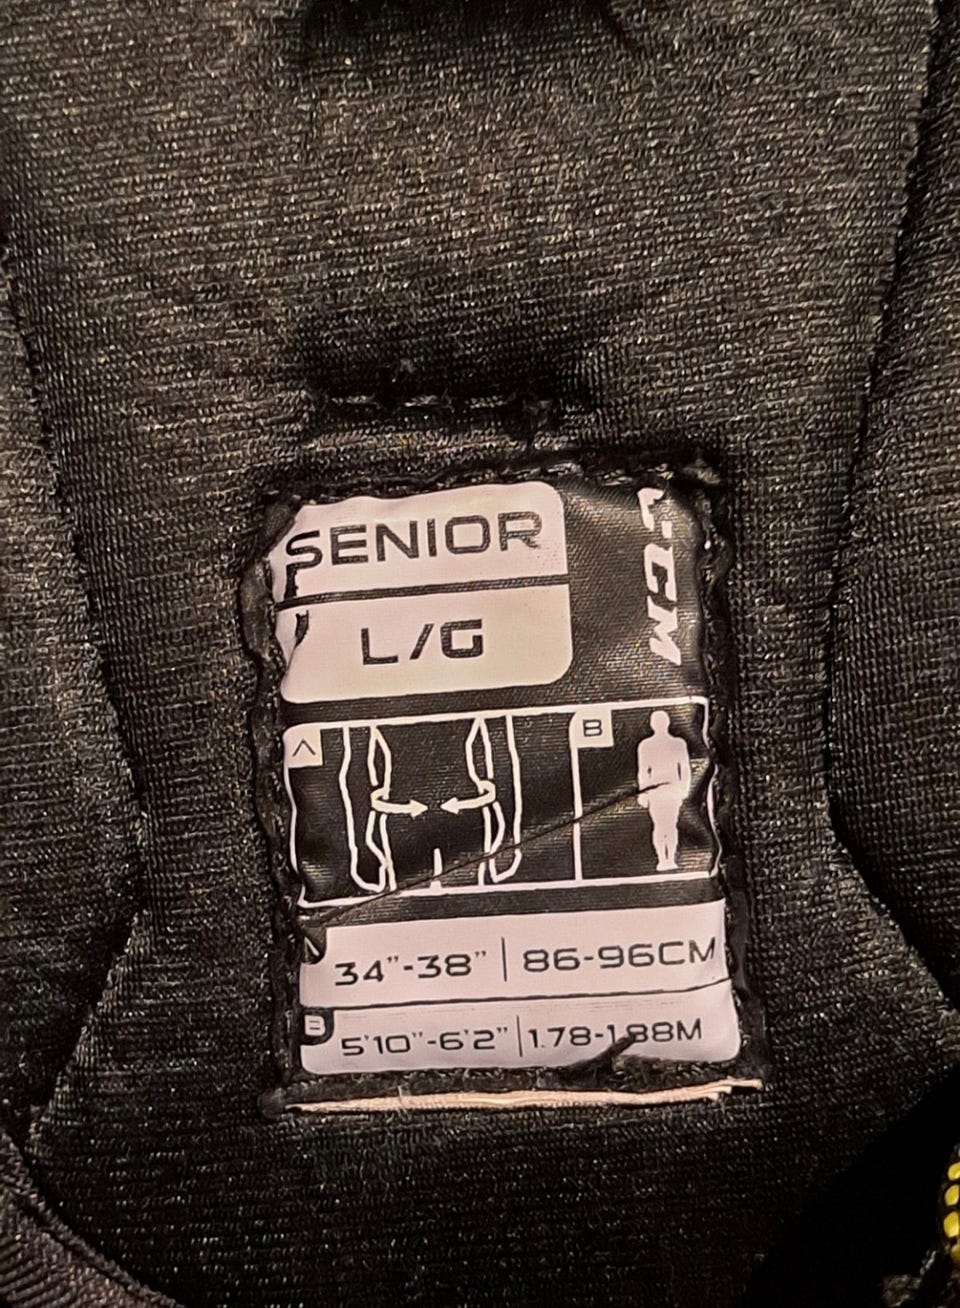 SENIOR
L/G
CCM
A
B
A
34"-38" | 86-96CM
B
5'10"-6'2" | 1.78-1.88M